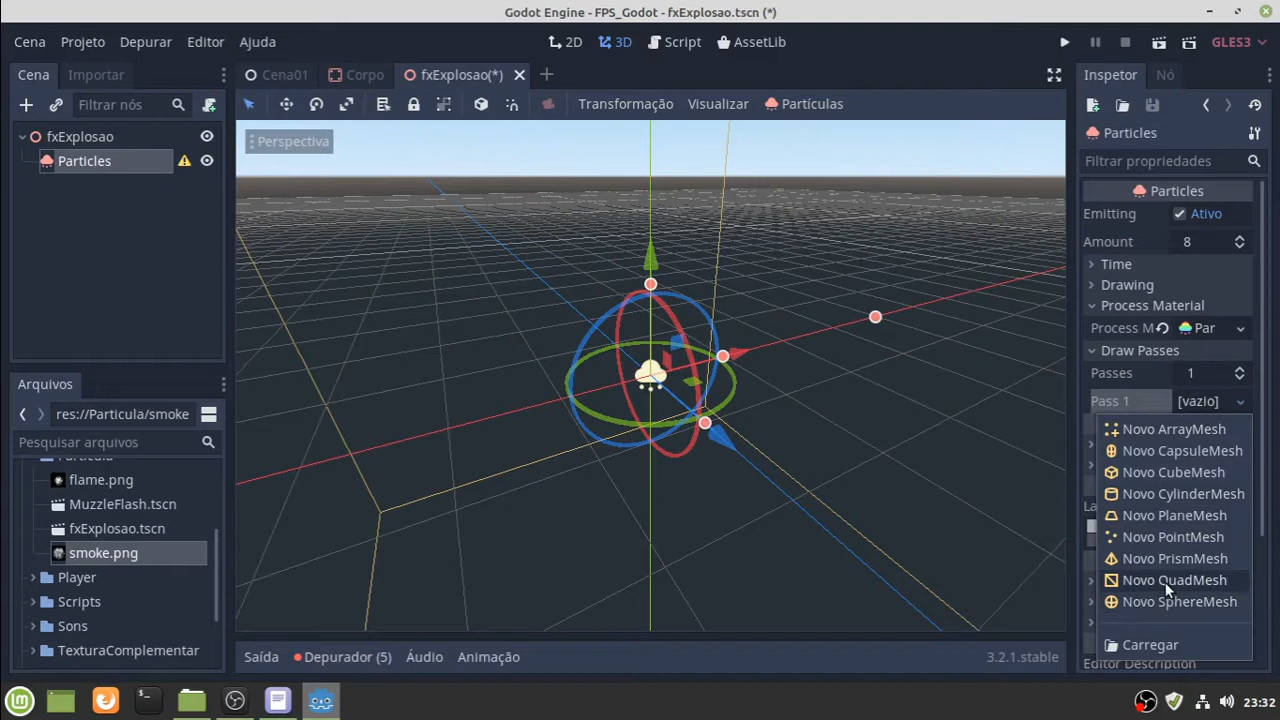 Godot Engine - FPS_Godot - fxExplosao.tscn (*)
Cena Projeto Depurar Editor Ajuda
2D 3D Script AssetLib
GLES3
Cena Importar
Cena01 Corpo fxExplosao(*)
Inspetor Nó
Filtrar nós
Transformação Visualizar Partículas
fxExplosao
Particles
Perspectiva
Particles
Filtrar propriedades
Particles
Emitting Ativo
Amount 8
Time
Drawing
Process Material
Process M Par
Draw Passes
Passes 1
Pass 1 [vazio]
Novo ArrayMesh
Novo CapsuleMesh
Novo CubeMesh
Novo CylinderMesh
Novo PlaneMesh
Novo PointMesh
Novo PrismMesh
Novo QuadMesh
Novo SphereMesh
Carregar
Editor Description
Arquivos
res://Particula/smoke
Pesquisar arquivos
Particula
flame.png
MuzzleFlash.tscn
fxExplosao.tscn
smoke.png
Player
Scripts
Sons
TexturaComplementar
Saída Depurador (5) Áudio Animação
3.2.1.stable
23:32